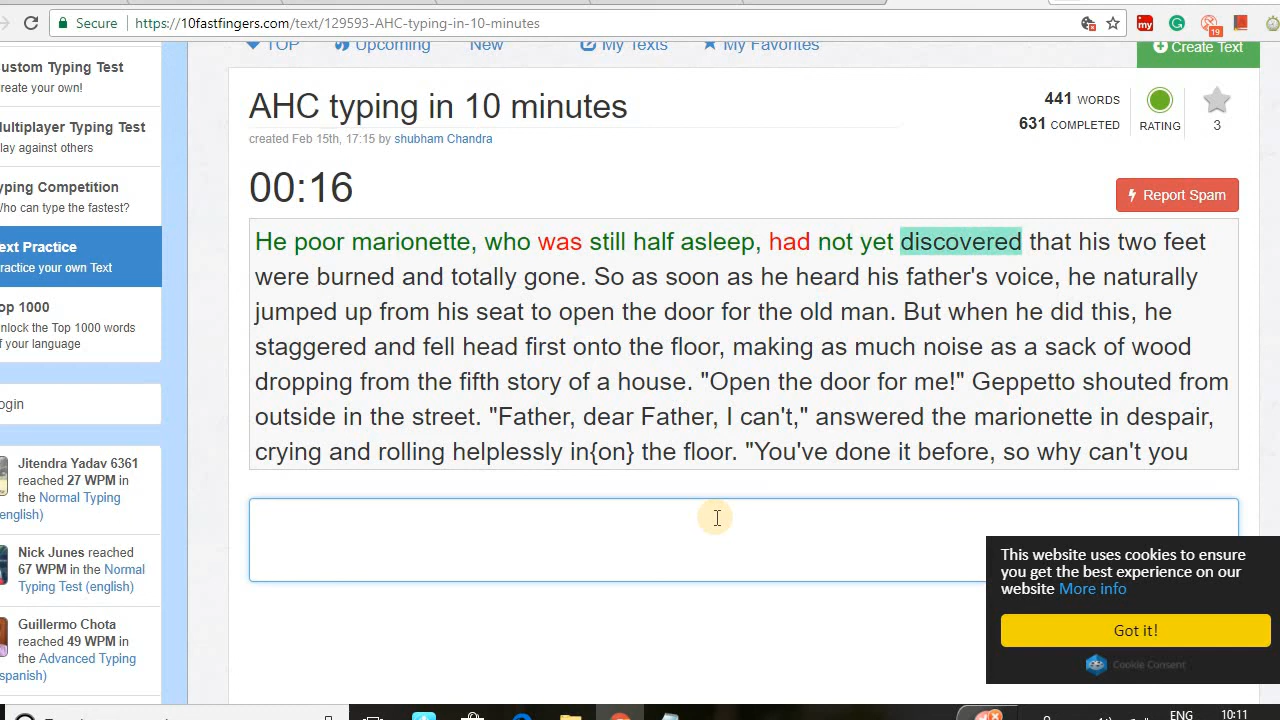 Secure
https://10fastfingers.com/text/129593-AHC-typing-in-10-minutes
my
19
TOP
Upcoming
New
My Texts
My Favorites
Create Text
ustom Typing Test
reate your own!
ultiplayer Typing Test
lay against others
yping Competition
ho can type the fastest?
ext Practice
ractice your own Text
op 1000
nlock the Top 1000 words
f your language
ogin
Jitendra Yadav 6361
reached 27 WPM in
the Normal Typing
english)
Nick Junes reached
67 WPM in the Normal
Typing Test (english)
Guillermo Chota
reached 49 WPM in
the Advanced Typing
spanish)
AHC typing in 10 minutes
created Feb 15th, 17:15 by shubham Chandra
441 WORDS
631 COMPLETED
RATING
3
00:16
Report Spam
He poor marionette, who was still half asleep, had not yet discovered that his two feet
were burned and totally gone. So as soon as he heard his father's voice, he naturally
jumped up from his seat to open the door for the old man. But when he did this, he
staggered and fell head first onto the floor, making as much noise as a sack of wood
dropping from the fifth story of a house. "Open the door for me!" Geppetto shouted from
outside in the street. "Father, dear Father, I can't," answered the marionette in despair,
crying and rolling helplessly in{on} the floor. "You've done it before, so why can't you
This website uses cookies to ensure
you get the best experience on our
website More info
Got it!
Cookie Consent
ENG
10:11